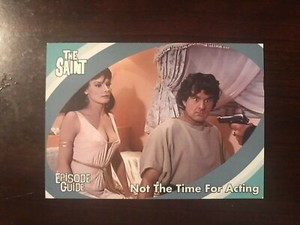 THE
SAINT
EPISODE
GUIDE
Not The Time For Acting